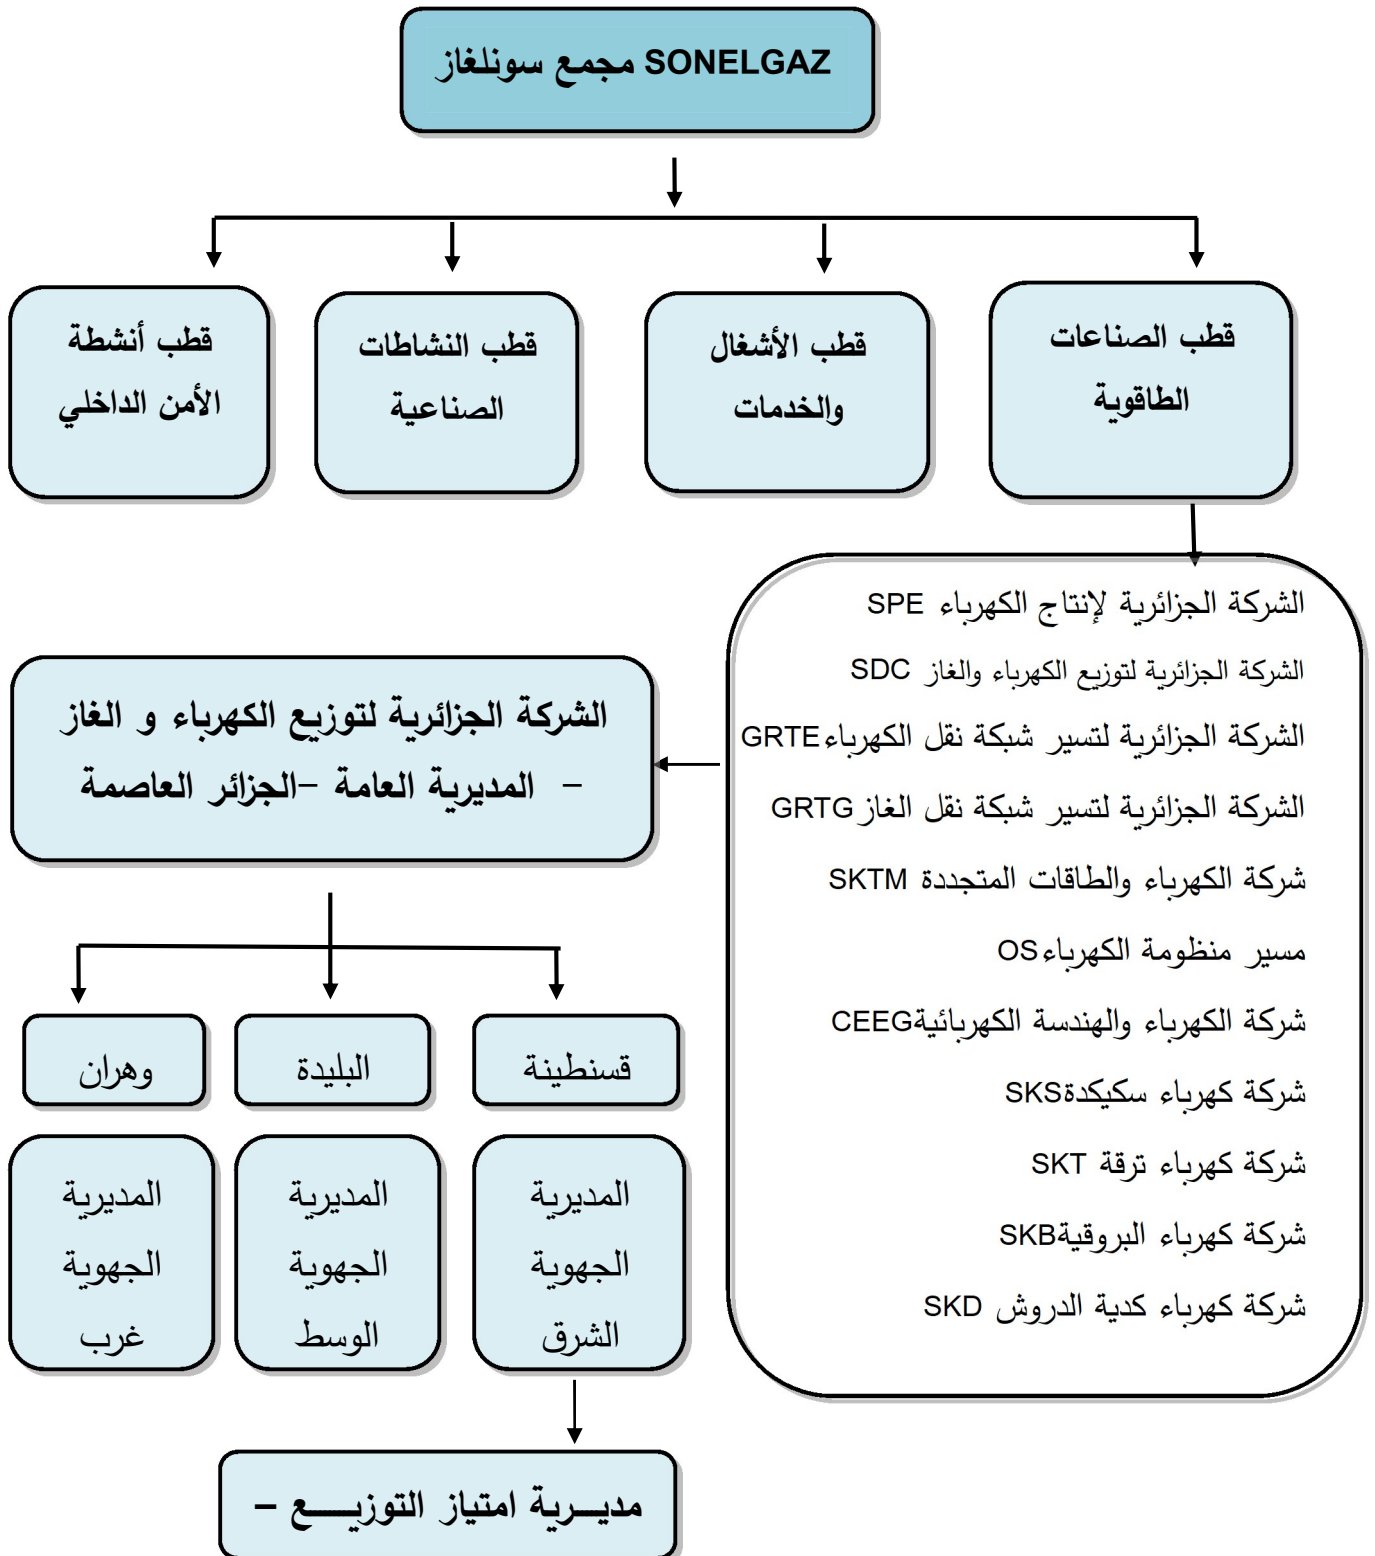 مجمع سونلغاز SONELGAZ
قطب الصناعات
الطاقوية
قطب الأشغال
والخدمات
قطب النشاطات
الصناعية
قطب أنشطة
الأمن الداخلي
الشركة الجزائرية لإنتاج الكهرباء SPE
الشركة الجزائرية لتوزيع الكهرباء والغاز SDC
الشركة الجزائرية لتسير شبكة نقل الكهرباء GRTE
الشركة الجزائرية لتسير شبكة نقل الغاز GRTG
شركة الكهرباء والطاقات المتجددة SKTM
مسير منظومة الكهرباء OS
شركة الكهرباء والهندسة الكهربائية CEEG
شركة كهرباء سكيكدة SKS
شركة كهرباء ترقة SKT
شركة كهرباء البروقية SKB
شركة كهرباء كدية الدروش SKD
الشركة الجزائرية لتوزيع الكهرباء و الغاز
– المديرية العامة –الجزائر العاصمة
قسنطينة
البليدة
وهران
المديرية
الجهوية
الشرق
المديرية
الجهوية
الوسط
المديرية
الجهوية
غرب
مديـــرية امتياز التوزيـــــع –